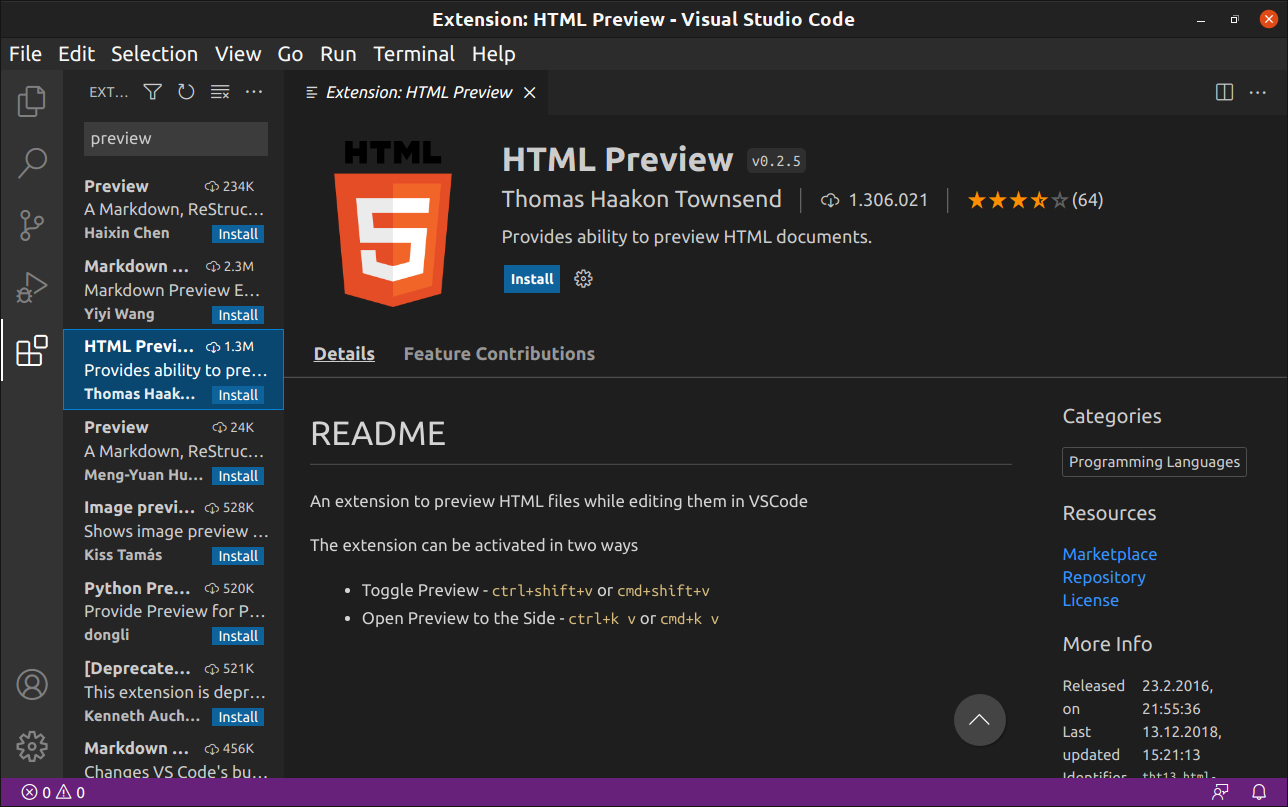 Extension: HTML Preview - Visual Studio Code
File Edit Selection View Go Run Terminal Help
EXT...
preview
Preview 234K
A Markdown, ReStruc...
Haixin Chen Install
Markdown ... 2.3M
Markdown Preview E...
Yiyi Wang Install
HTML Previ... 1.3M
Provides ability to pre...
Thomas Haak... Install
Preview 24K
A Markdown, ReStruc...
Meng-Yuan Hu... Install
Image previ... 528K
Shows image preview ...
Kiss Tamás Install
Python Pre... 520K
Provide Preview for P...
dongli Install
[Deprecate... 521K
This extension is depr...
Kenneth Auch... Install
Markdown ... 456K
Changes VS Code's bu...
Extension: HTML Preview
HTML
5
HTML Preview v0.2.5
Thomas Haakon Townsend 1.306.021 (64)
Provides ability to preview HTML documents.
Install
Details Feature Contributions
README
An extension to preview HTML files while editing them in VSCode
The extension can be activated in two ways
• Toggle Preview - ctrl+shift+v or cmd+shift+v
• Open Preview to the Side - ctrl+k v or cmd+k v
Categories
Programming Languages
Resources
Marketplace
Repository
License
More Info
Released 23.2.2016,
on 21:55:36
Last 13.12.2018,
updated 15:21:13
Identifier tht13.html-
0 0